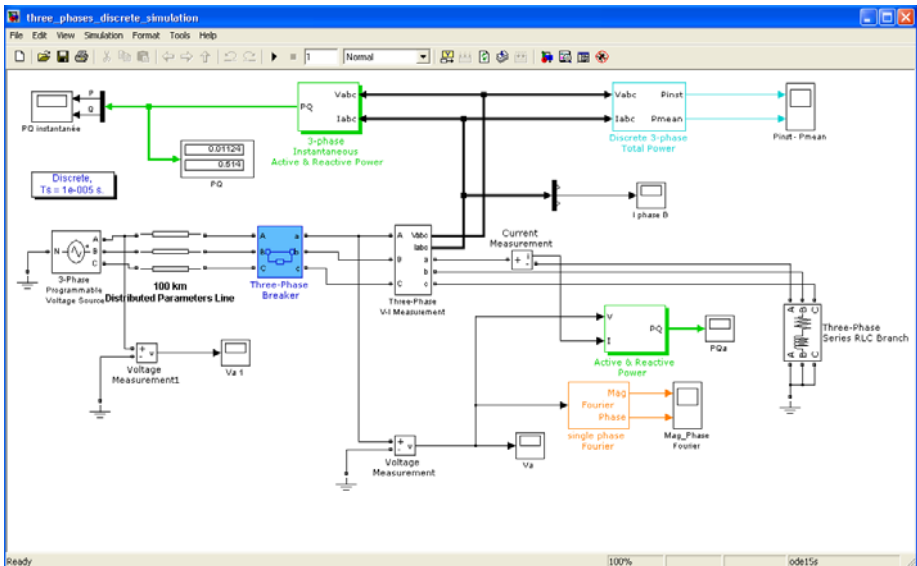 three_phases_discrete_simulation
File Edit View Simulation Format Tools Help
1 Normal
P
Q
PQ instantanée
0.01124
0.514
PQ
PQ
Vabc
Iabc
3-phase
Instantaneous
Active & Reactive Power
Vabc
Iabc
Pinst
Pmean
Discrete 3-phase
Total Power
Pinst- Pmean
Discrete,
Ts = 1e-005 s.
I phase B
N
A
B
C
3-Phase
Programmable
Voltage Source
100 km
Distributed Parameters Line
A
B
C
a
b
c
Three-Phase
Breaker
A
B
C
Vabc
Iabc
a
b
c
Three-Phase
V-I Measurement
Current
Measurement
+
-
i
A B C
A B C
Three-Phase
Series RLC Branch
V
I
PQ
Active & Reactive
Power
PQa
+
-
v
Voltage
Measurement1
Va 1
Mag
Fourier
Phase
single phase
Fourier
Mag_Phase
Fourier
+
-
v
Voltage
Measurement
Va
Ready
100%
ode15s